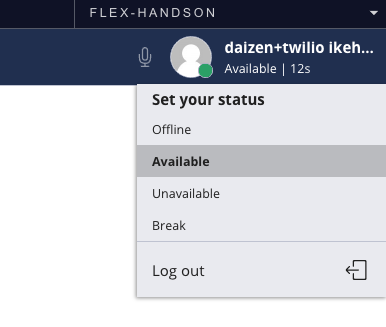 FLEX-HANDSON
daizen+twilio ikeh...
Available | 12s
Set your status
Offline
Available
Unavailable
Break
Log out